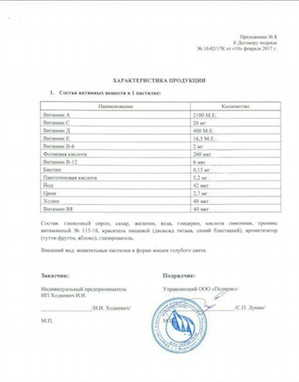 Приложение № 8
К Договору подряда
№ 10-02/17К от «10» февраля 2017 г.
ХАРАКТЕРИСТИКА ПРОДУКЦИИ
1. Состав активных веществ в 1 пастилке:
Наименование Количество
Витамин А 2100 М.Е.
Витамин С 20 мг
Витамин Д 400 М.Е.
Витамин Е 16,5 М.Е.
Витамин В-6 2 мг
Фолиевая кислота 260 мкг
Витамин В-12 6 мкг
Биотин 0,15 мг
Пантотеновая кислота 5,2 мг
Йод 42 мкг
Цинк 2,7 мг
Холин 40 мкг
Витамин В8 40 мкг
Состав: глюкозный сироп, сахар, желатин, вода, глицерин, кислота лимонная, премикс
витаминный № 115-16, краситель пищевой (диоксид титана, синий блестящий), ароматизатор
(тутти-фрутти, яблоко), глазирователь.
Внешний вид: жевательные пастилки в форме мишек голубого цвета.
Заказчик: Подрядчик:
Индивидуальный предприниматель Управляющий ООО «Полярис»
ИП Ходкевич И.Н.
/И.Н. Ходкевич/ /С.П. Лукин/
М.П. М.П.